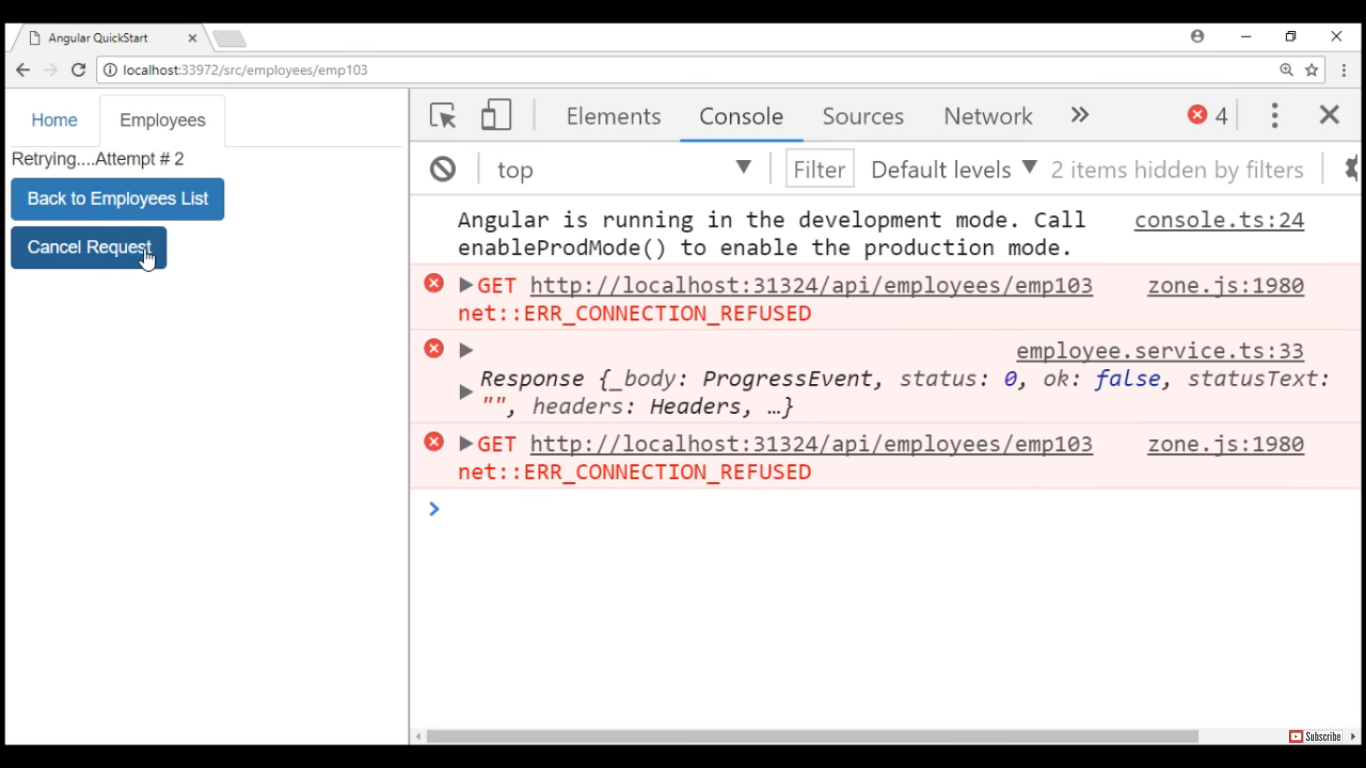 Angular QuickStart
localhost:33972/src/employees/emp103
Home Employees
Retrying....Attempt # 2
Back to Employees List
Cancel Request
Elements Console Sources Network 4
top Filter Default levels 2 items hidden by filters
Angular is running in the development mode. Call console.ts:24
enableProdMode() to enable the production mode.
GET http://localhost:31324/api/employees/emp103 zone.js:1980
net::ERR_CONNECTION_REFUSED
employee.service.ts:33
Response {_body: ProgressEvent, status: 0, ok: false, statusText:
"", headers: Headers, …}
GET http://localhost:31324/api/employees/emp103 zone.js:1980
net::ERR_CONNECTION_REFUSED
Subscribe